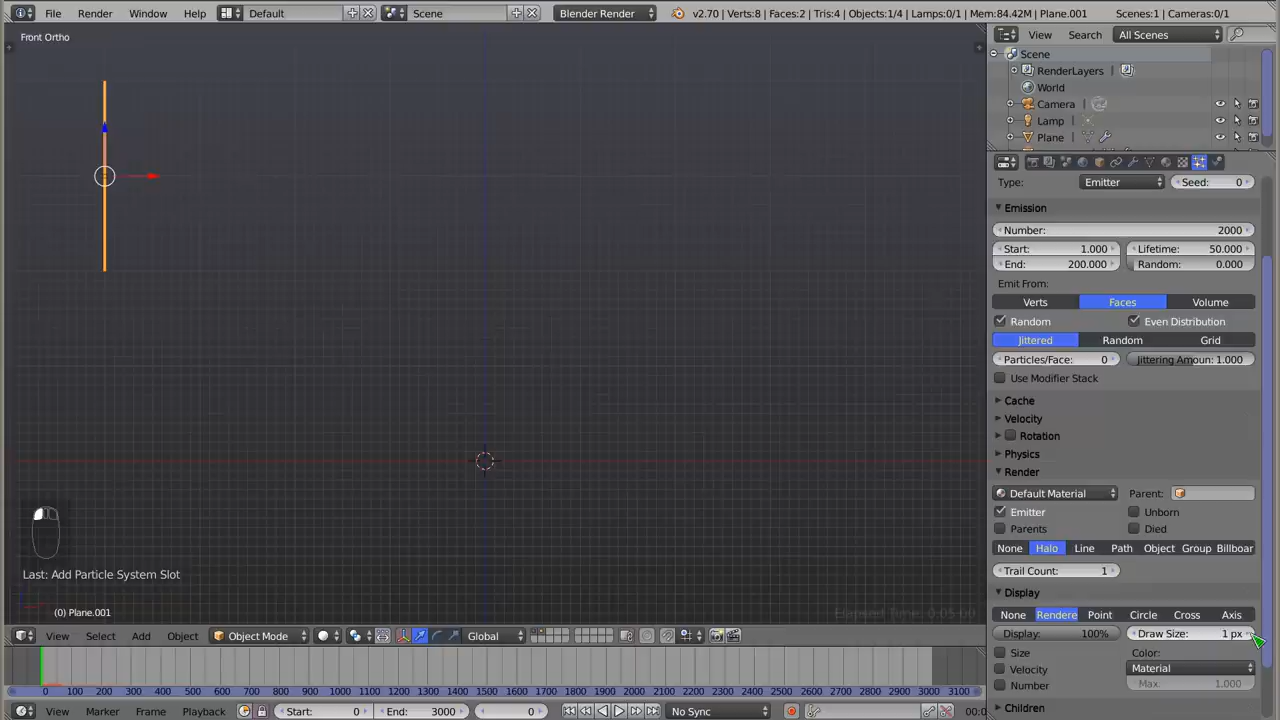 File Render Window Help Default Scene Blender Render v2.70 | Verts:8 | Faces:2 | Tris:4 | Objects:1/4 | Lamps:0/1 | Mem:84.42M | Plane.001 Scenes:1 | Cameras:0/1
Front Ortho
View Search All Scenes
Scene
RenderLayers
World
Camera
Lamp
Plane
Type: Emitter Seed: 0
Emission
Number: 2000
Start: 1.000 Lifetime: 50.000
End: 200.000 Random: 0.000
Emit From:
Verts Faces Volume
Random Even Distribution
Jittered Random Grid
Particles/Face: 0 Jittering Amoun: 1.000
Use Modifier Stack
Cache
Velocity
Rotation
Physics
Render
Default Material Parent:
Emitter Unborn
Parents Died
None Halo Line Path Object Group Billboar
Trail Count: 1
Display
None Rendere Point Circle Cross Axis
Display: 100% Draw Size: 1 px
Size Color:
Velocity Material
Number Max: 1.000
Children
Last: Add Particle System Slot
(0) Plane.001
Elapsed Time: 0:05:00
View Select Add Object Object Mode Global
0 100 200 300 400 500 600 700 800 900 1000 1100 1200 1300 1400 1500 1600 1700 1800 1900 2000 2100 2200 2300 2400 2500 2600 2700 2800 2900 3000 3100
View Marker Frame Playback Start: 0 End: 3000 0 No Sync 00:0